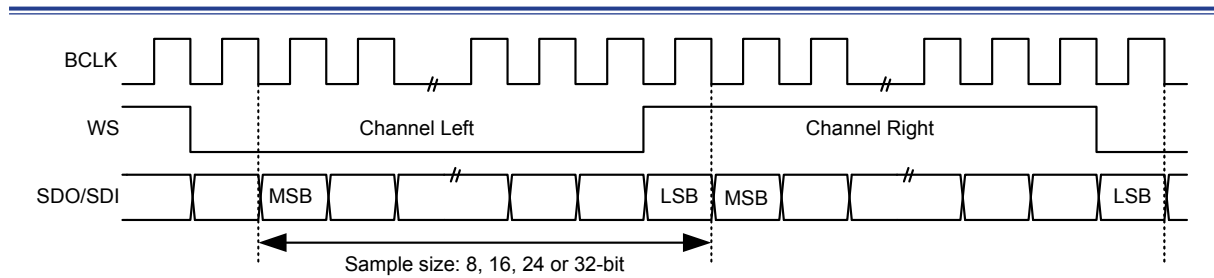 BCLK
WS
Channel Left
Channel Right
SDO/SDI
MSB
LSB
MSB
LSB
Sample size: 8, 16, 24 or 32-bit